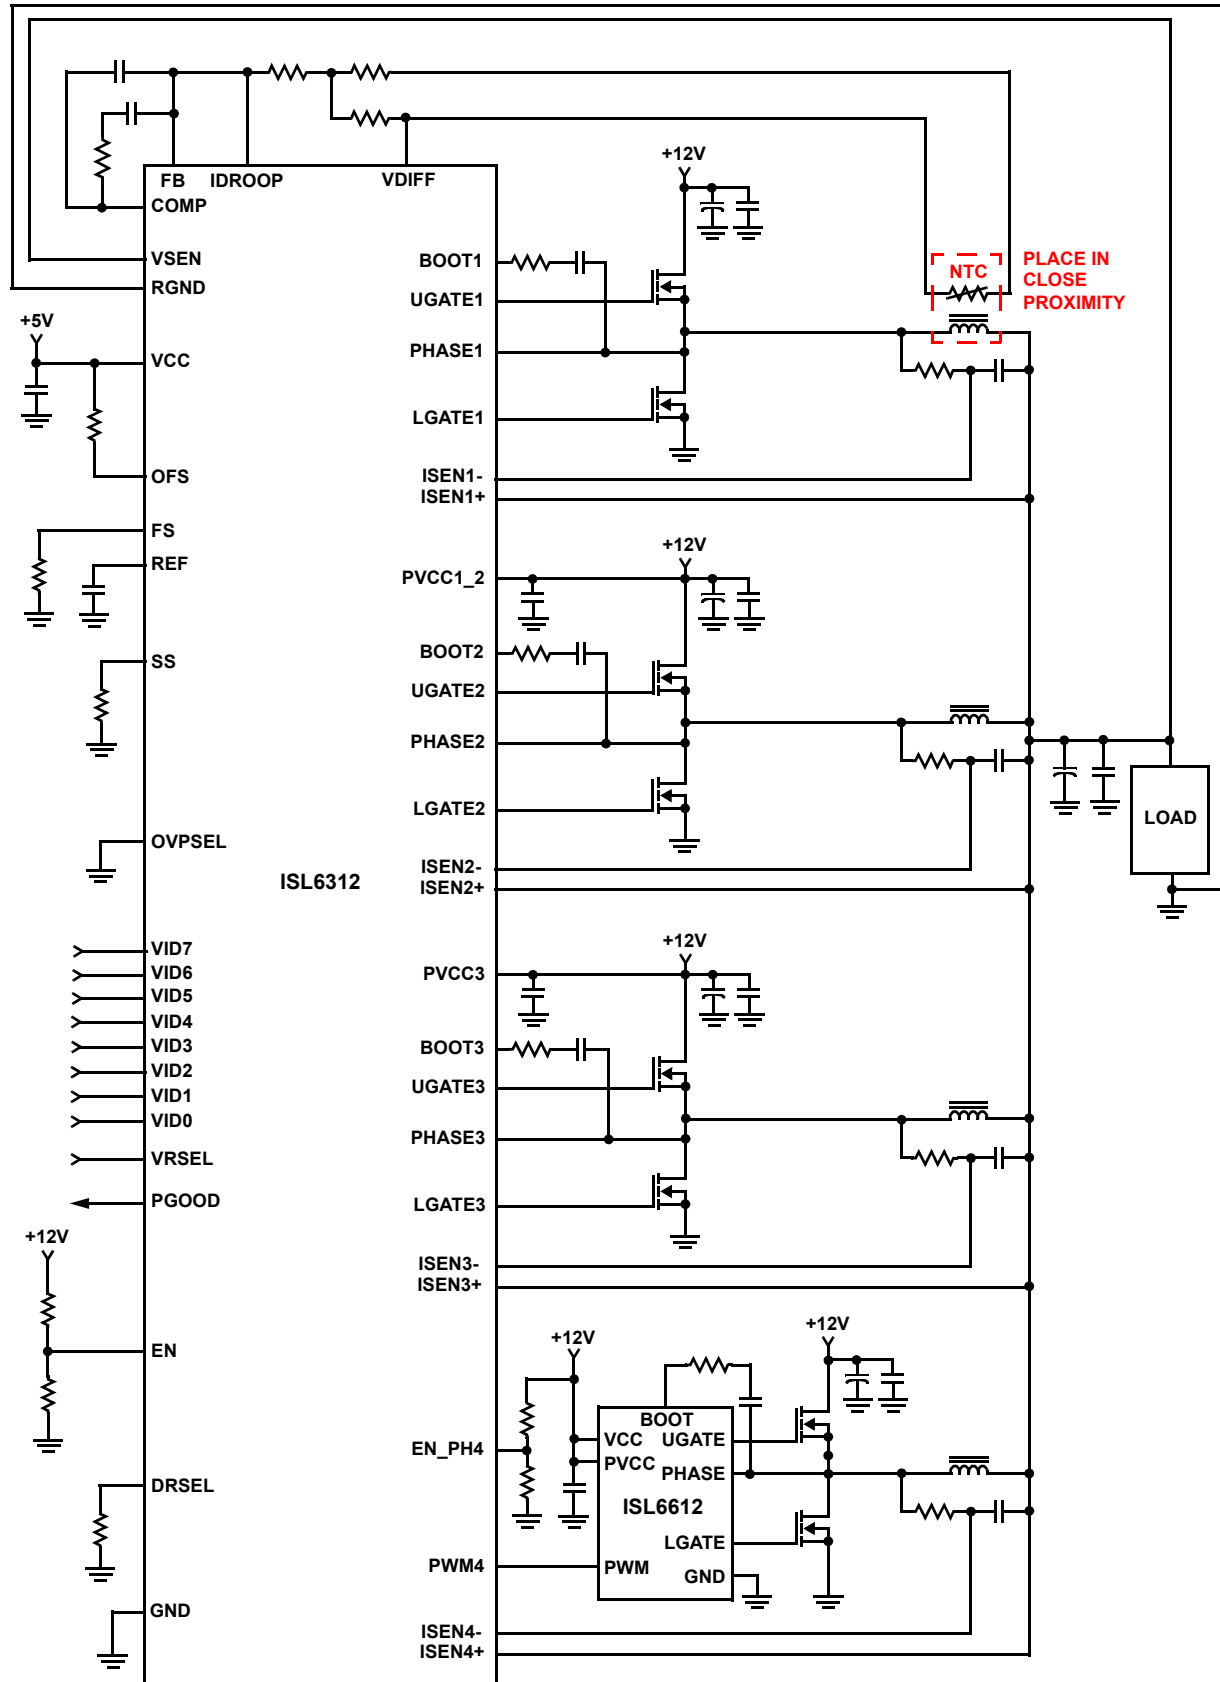 +12V
FB IDROOP VDIFF
COMP
VSEN
RGND
+5V
VCC
OFS
FS
REF
SS
OVPSEL
ISL6312
VID7
VID6
VID5
VID4
VID3
VID2
VID1
VID0
VRSEL
PGOOD
+12V
EN
DRSEL
GND
BOOT1
UGATE1
PHASE1
LGATE1
ISEN1-
ISEN1+
NTC
PLACE IN
CLOSE
PROXIMITY
+12V
PVCC1_2
BOOT2
UGATE2
PHASE2
LGATE2
ISEN2-
ISEN2+
LOAD
+12V
PVCC3
BOOT3
UGATE3
PHASE3
LGATE3
ISEN3-
ISEN3+
+12V
+12V
EN_PH4
PWM4
BOOT
VCC
UGATE
PVCC
PHASE
ISL6612
LGATE
PWM
GND
ISEN4-
ISEN4+